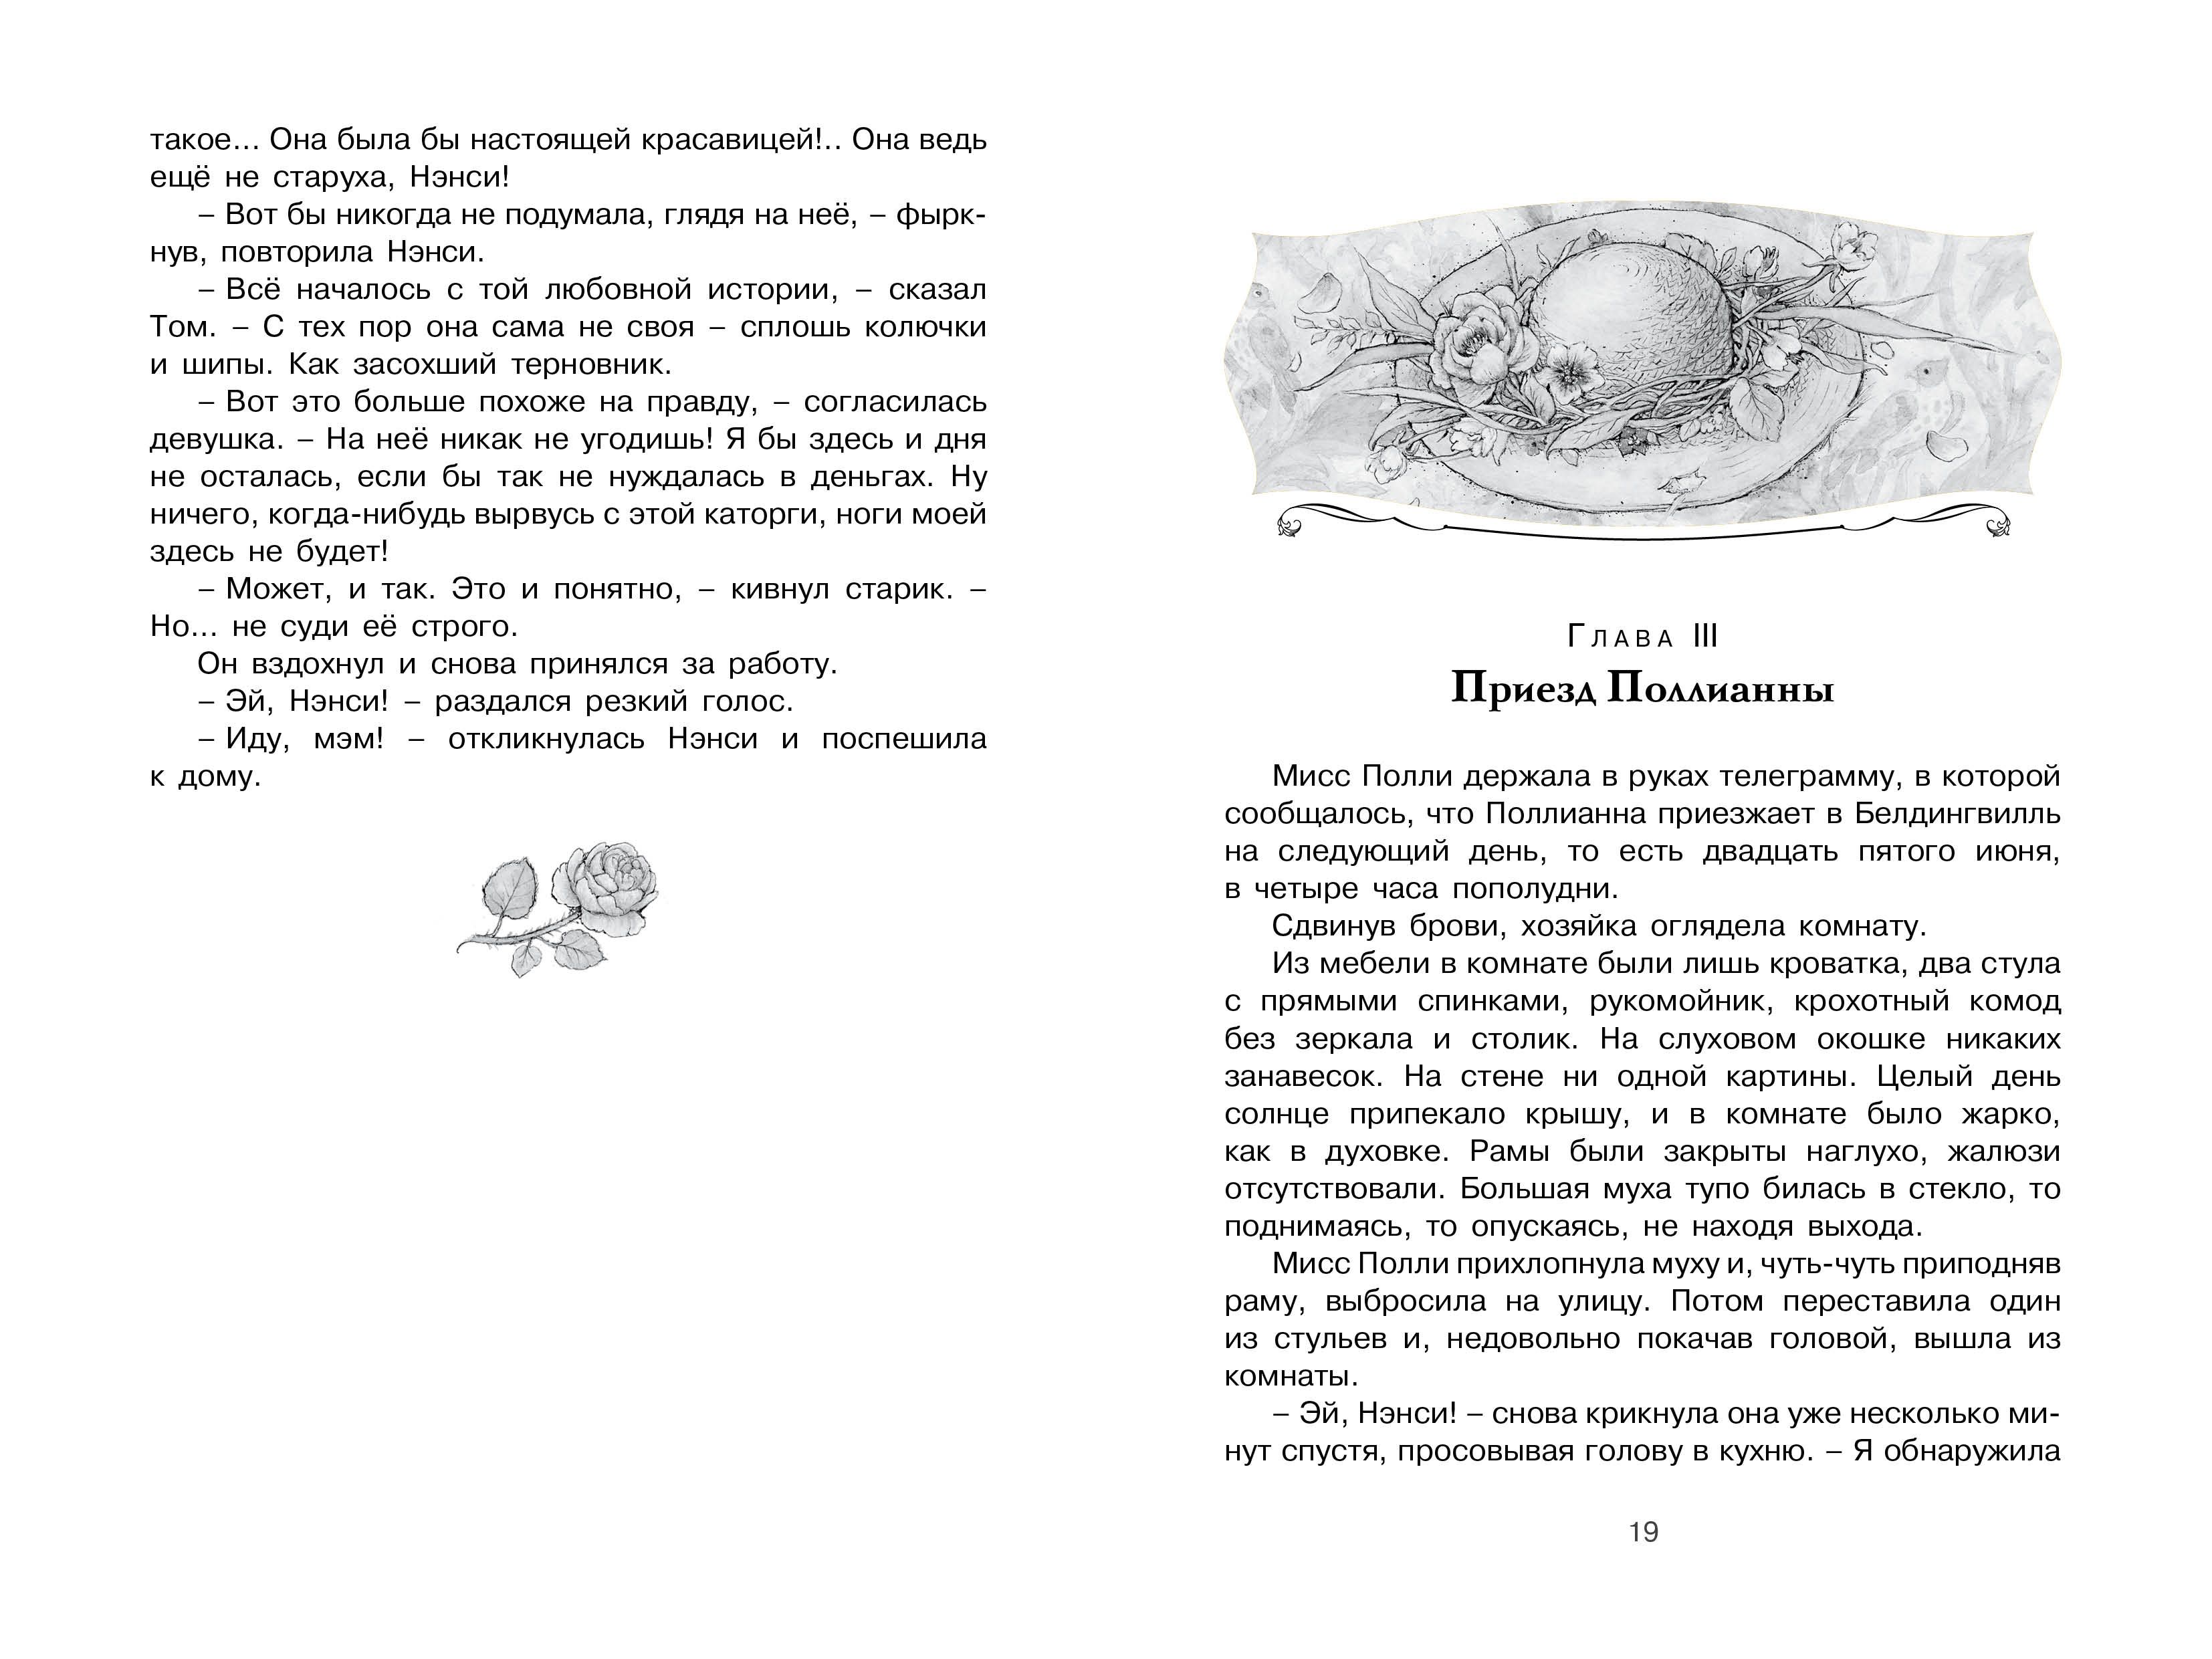 такое... Она была бы настоящей красавицей!.. Она ведь
ещё не старуха, Нэнси!
– Вот бы никогда не подумала, глядя на неё, – фырк-
нув, повторила Нэнси.
– Всё началось с той любовной истории, – сказал
Том. – С тех пор она сама не своя – сплошь колючки
и шипы. Как засохший терновник.
– Вот это больше похоже на правду, – согласилась
девушка. – На неё никак не угодишь! Я бы здесь и дня
не осталась, если бы так не нуждалась в деньгах. Ну
ничего, когда-нибудь вырвусь с этой каторги, ноги моей
здесь не будет!
– Может, и так. Это и понятно, – кивнул старик. –
Но... не суди её строго.
Он вздохнул и снова принялся за работу.
– Эй, Нэнси! – раздался резкий голос.
– Иду, мэм! – откликнулась Нэнси и поспешила
к дому.
Глава III
Приезд Поллианны
Мисс Полли держала в руках телеграмму, в которой
сообщалось, что Поллианна приезжает в Белдингвилль
на следующий день, то есть двадцать пятого июня,
в четыре часа пополудни.
Сдвинув брови, хозяйка оглядела комнату.
Из мебели в комнате были лишь кроватка, два стула
с прямыми спинками, рукомойник, крохотный комод
без зеркала и столик. На слуховом окошке никаких
занавесок. На стене ни одной картины. Целый день
солнце припекало крышу, и в комнате было жарко,
как в духовке. Рамы были закрыты наглухо, жалюзи
отсутствовали. Большая муха тупо билась в стекло, то
поднимаясь, то опускаясь, не находя выхода.
Мисс Полли прихлопнула муху и, чуть-чуть приподняв
раму, выбросила на улицу. Потом переставила один
из стульев и, недовольно покачав головой, вышла из
комнаты.
– Эй, Нэнси! – снова крикнула она уже несколько ми-
нут спустя, просовывая голову в кухню. – Я обнаружила
19